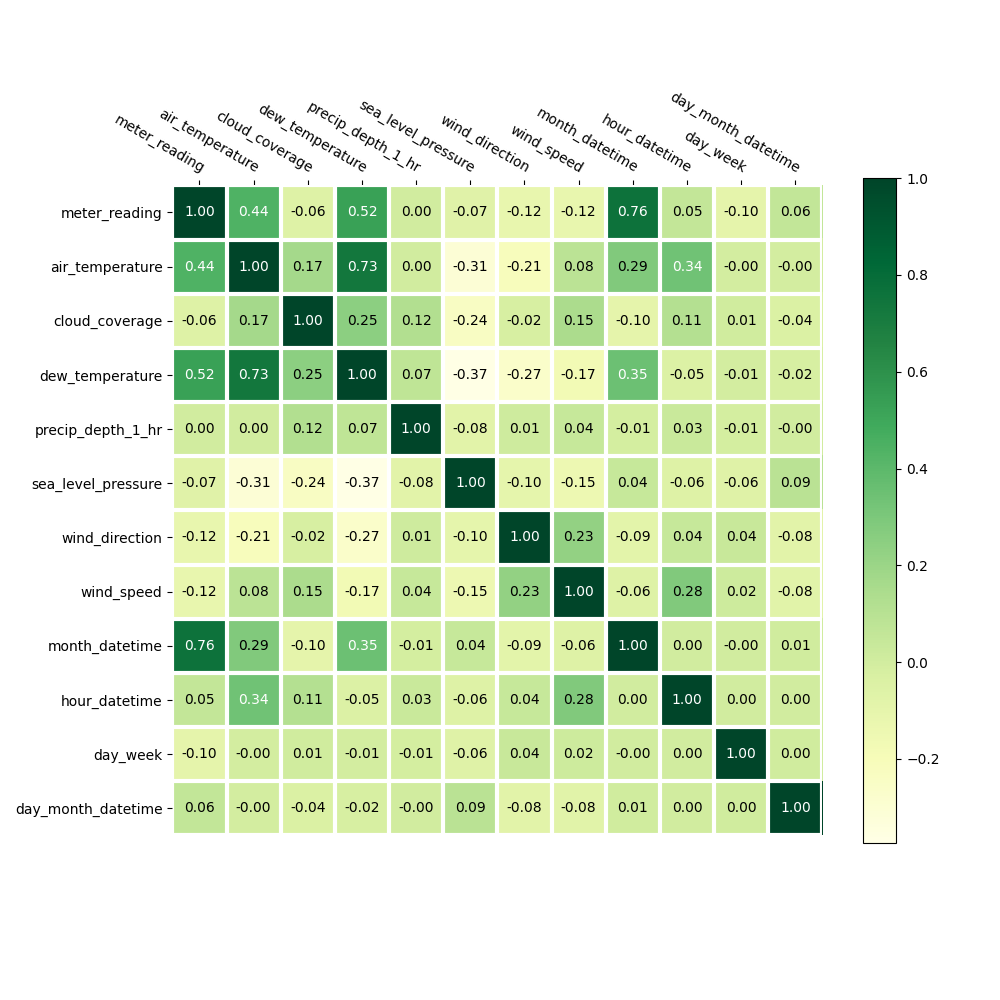 meter_reading
air_temperature
cloud_coverage
dew_temperature
precip_depth_1_hr
sea_level_pressure
wind_direction
wind_speed
month_datetime
hour_datetime
day_week
day_month_datetime
meter_reading 1.00 0.44 -0.06 0.52 0.00 -0.07 -0.12 -0.12 0.76 0.05 -0.10 0.06
air_temperature 0.44 1.00 0.17 0.73 0.00 -0.31 -0.21 0.08 0.29 0.34 -0.00 -0.00
cloud_coverage -0.06 0.17 1.00 0.25 0.12 -0.24 -0.02 0.15 -0.10 0.11 0.01 -0.04
dew_temperature 0.52 0.73 0.25 1.00 0.07 -0.37 -0.27 -0.17 0.35 -0.05 -0.01 -0.02
precip_depth_1_hr 0.00 0.00 0.12 0.07 1.00 -0.08 0.01 0.04 -0.01 0.03 -0.01 -0.00
sea_level_pressure -0.07 -0.31 -0.24 -0.37 -0.08 1.00 -0.10 -0.15 0.04 -0.06 -0.06 0.09
wind_direction -0.12 -0.21 -0.02 -0.27 0.01 -0.10 1.00 0.23 -0.09 0.04 0.04 -0.08
wind_speed -0.12 0.08 0.15 -0.17 0.04 -0.15 0.23 1.00 -0.06 0.28 0.02 -0.08
month_datetime 0.76 0.29 -0.10 0.35 -0.01 0.04 -0.09 -0.06 1.00 0.00 -0.00 0.01
hour_datetime 0.05 0.34 0.11 -0.05 0.03 -0.06 0.04 0.28 0.00 1.00 0.00 0.00
day_week -0.10 -0.00 0.01 -0.01 -0.01 -0.06 0.04 0.02 -0.00 0.00 1.00 0.00
day_month_datetime 0.06 -0.00 -0.04 -0.02 -0.00 0.09 -0.08 -0.08 0.01 0.00 0.00 1.00
1.0
0.8
0.6
0.4
0.2
0.0
−0.2